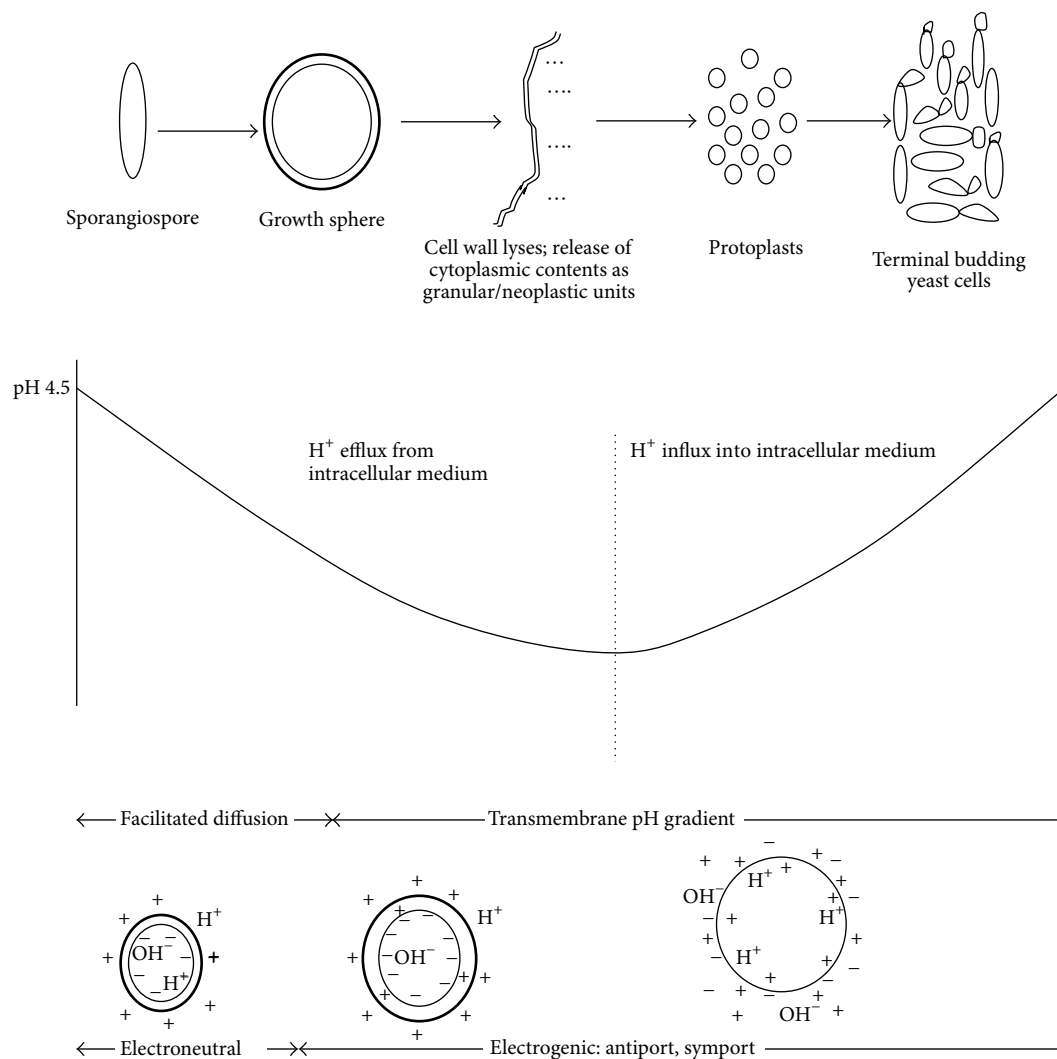 Sporangiospore
Growth sphere
Cell wall lyses; release of
cytoplasmic contents as
granular/neoplastic units
Protoplasts
Terminal budding
yeast cells
pH 4.5
H⁺ efflux from
intracellular medium
H⁺ influx into intracellular medium
Facilitated diffusion
Transmembrane pH gradient
H⁺
OH⁻
H⁺
H⁺
OH⁻
H⁺
OH⁻
H⁺
H⁺
OH⁻
Electroneutral
Electrogenic: antiport, symport